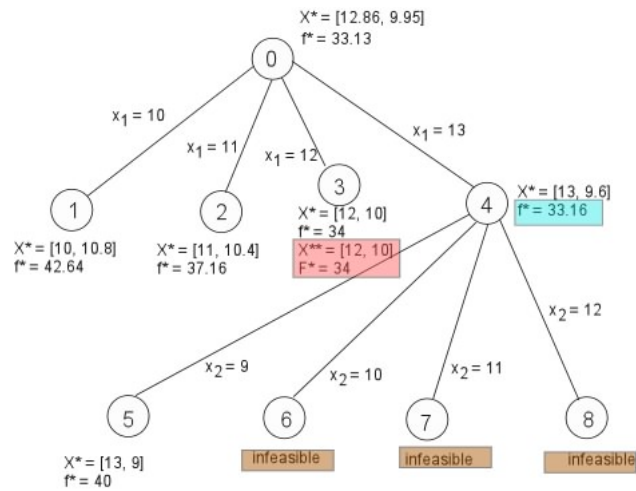 X* = [12.86, 9.95]
f* = 33.13
0
x₁ = 10
x₁ = 11
x₁ = 12
x₁ = 13
1
2
3
4
X* = [13, 9.6]
f* = 33.16
X* = [10, 10.8]
f* = 42.64
X* = [11, 10.4]
f* = 37.16
X* = [12, 10]
f* = 34
X** = [12, 10]
F* = 34
x₂ = 9
x₂ = 10
x₂ = 11
x₂ = 12
5
6
7
8
X* = [13, 9]
f* = 40
infeasible
infeasible
infeasible